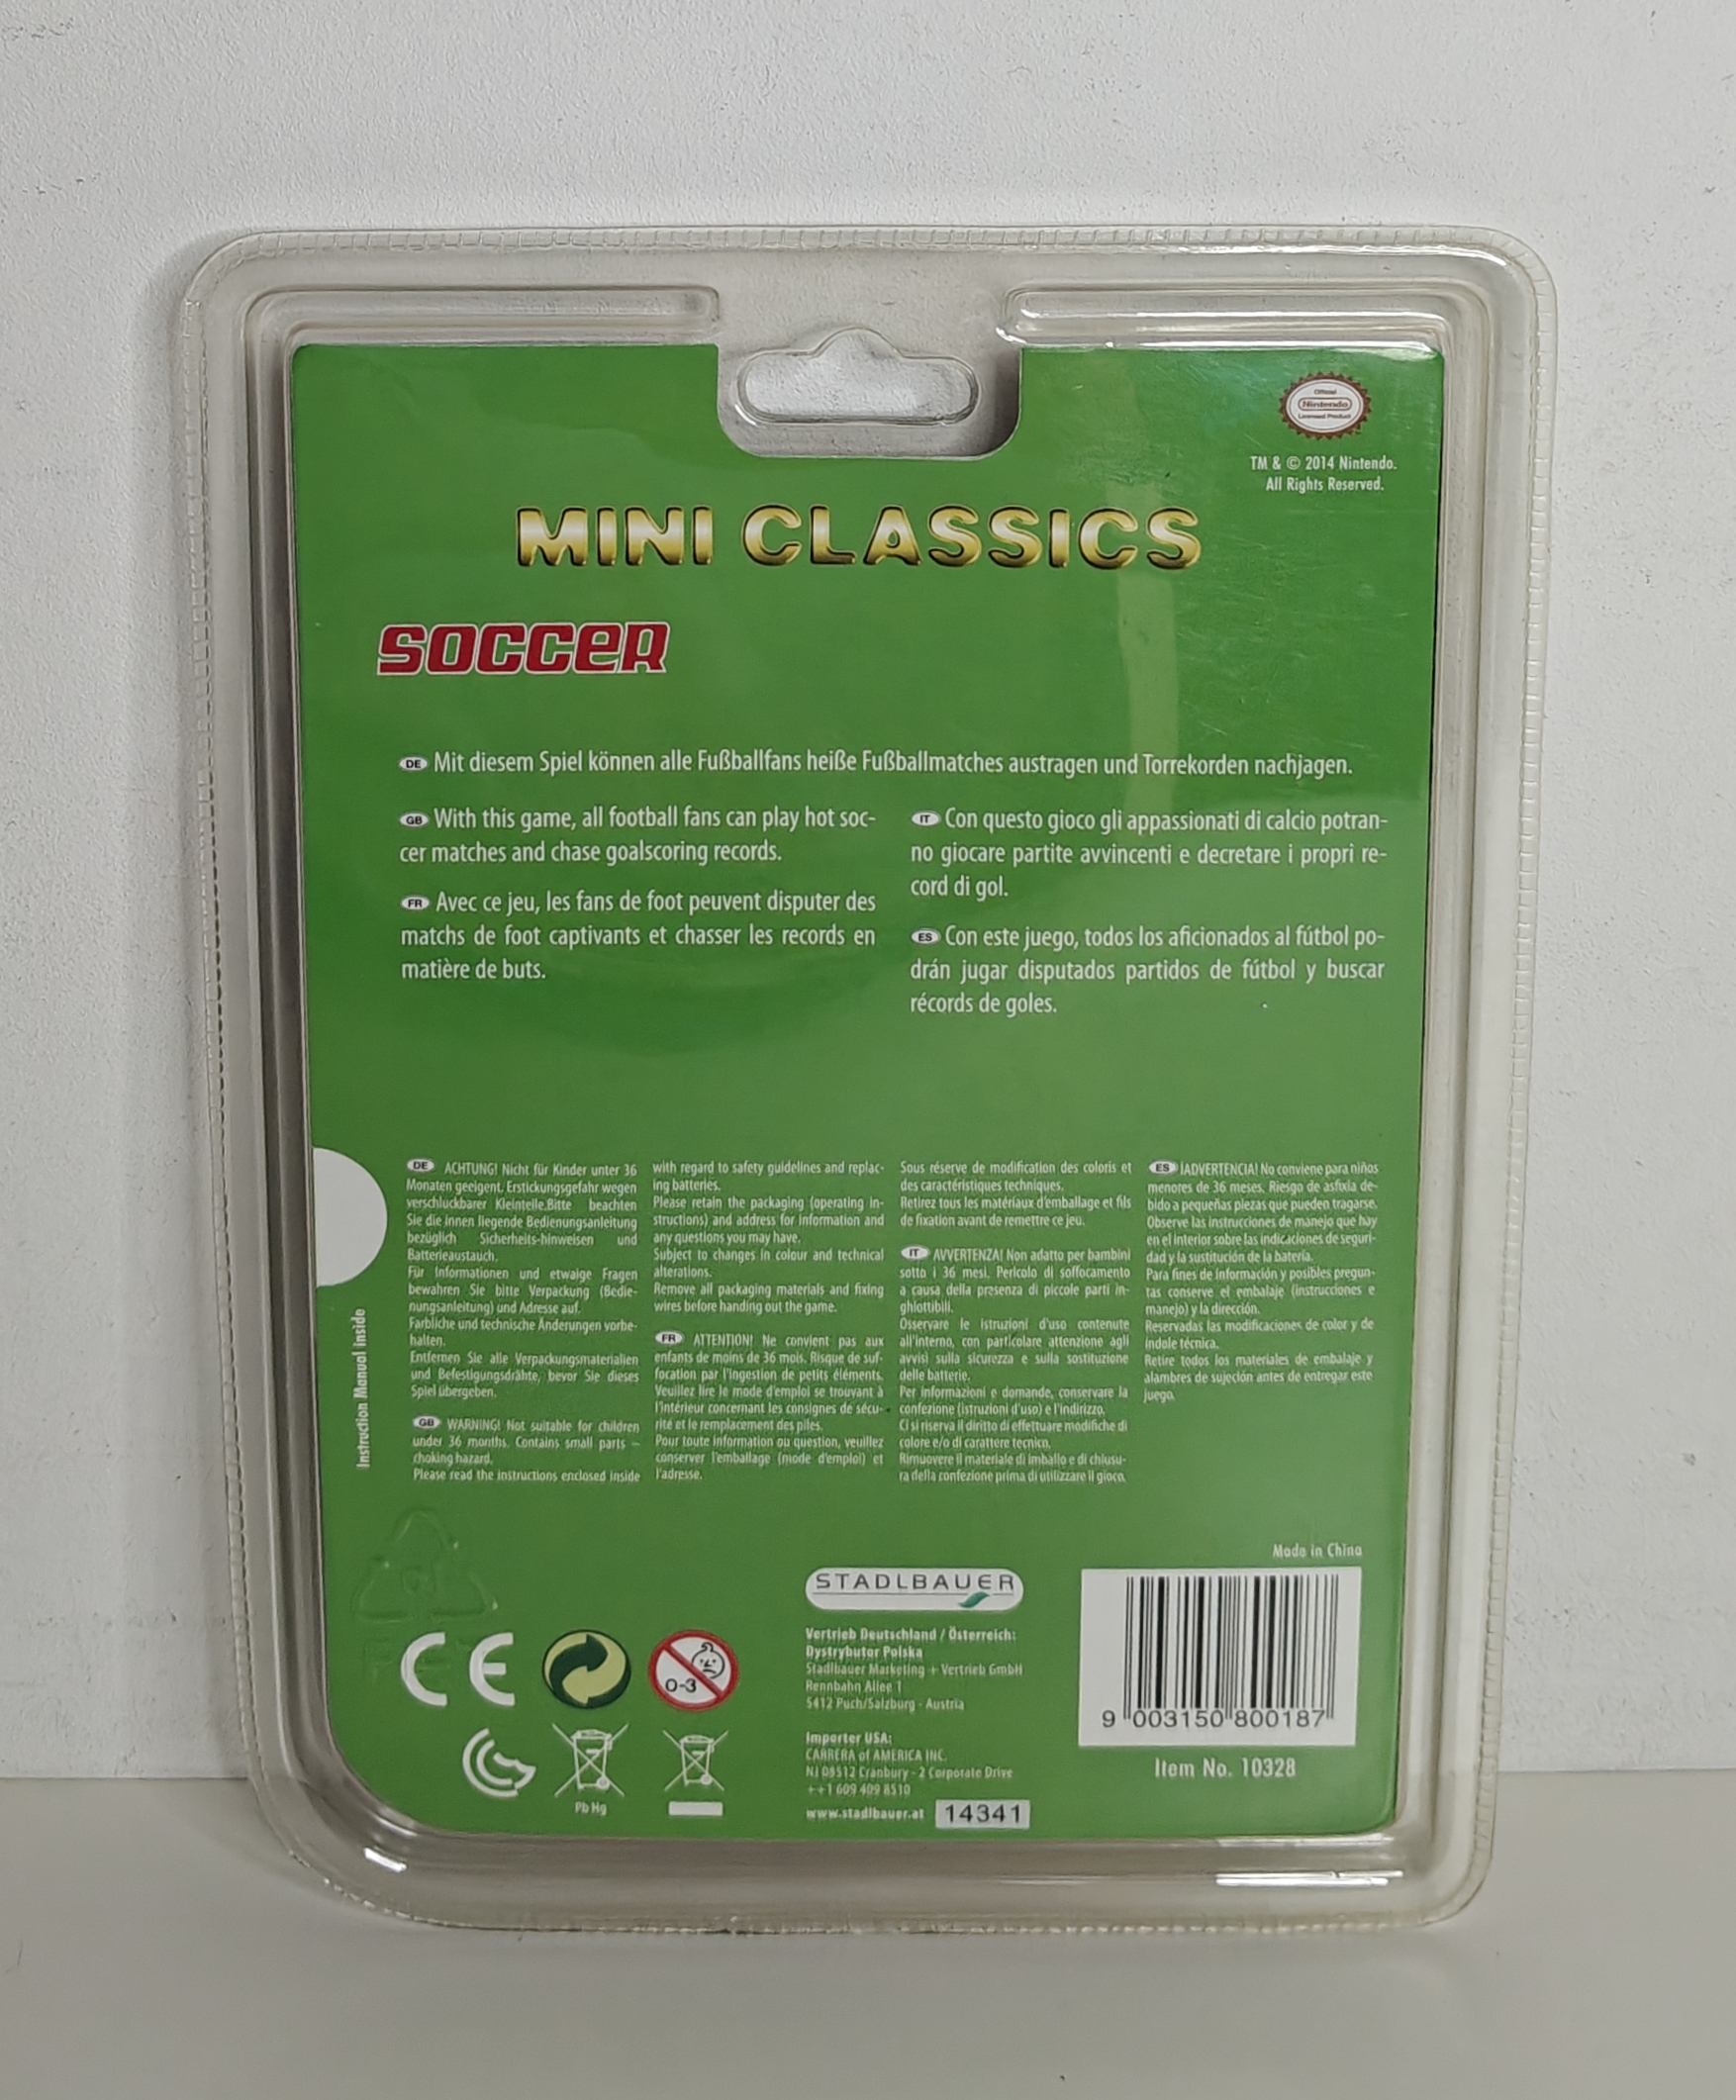 Official
Nintendo
Licensed Product
TM & © 2014 Nintendo.
All Rights Reserved.
MINI CLASSICS
SOCCER
DE Mit diesem Spiel können alle Fußballfans heiße Fußballmatches austragen und Torrekorden nachjagen.
GB With this game, all football fans can play hot soc-
cer matches and chase goalscoring records.
FR Avec ce jeu, les fans de foot peuvent disputer des
matchs de foot captivants et chasser les records en
matière de buts.
IT Con questo gioco gli appassionati di calcio potran-
no giocare partite avvincenti e decretare i propri re-
cord di gol.
ES Con este juego, todos los aficionados al fútbol po-
drán jugar disputados partidos de fútbol y buscar
récords de goles.
Instruction Manual inside
DE ACHTUNG! Nicht für Kinder unter 36
Monaten geeigent. Erstickungsgefahr wegen
verschluckbarer Kleinteile.Bitte beachten
Sie die innen liegende Bedienungsanleitung
bezüglich Sicherheits-hinweisen und
Batterieaustauch.
Für Informationen und etwaige Fragen
bewahren Sie bitte Verpackung (Bedie-
nungsanleitung) und Adresse auf.
Farbliche und technische Änderungen vorbe-
halten.
Entfernen Sie alle Verpackungsmaterialien
und Befestigungsdrähte, bevor Sie dieses
Spiel übergeben.
GB WARNING! Not suitable for children
under 36 months. Contains small parts –
choking hazard.
Please read the instructions enclosed inside
with regard to safety guidelines and replac-
ing batteries.
Please retain the packaging (operating in-
structions) and address for information and
any questions you may have.
Subject to changes in colour and technical
alterations.
Remove all packaging materials and fixing
wires before handing out the game.
FR ATTENTION! Ne convient pas aux
enfants de moins de 36 mois. Risque de suf-
focation par l'ingestion de petits éléments.
Veuillez lire le mode d'emploi se trouvant à
l'intérieur concernant les consignes de sécu-
rité et le remplacement des piles.
Pour toute information ou question, veuillez
conserver l'emballage (mode d'emploi) et
l'adresse.
Sous réserve de modification des coloris et
des caractéristiques techniques.
Retirez tous les matériaux d'emballage et fils
de fixation avant de remettre ce jeu.
IT AVVERTENZA! Non adatto per bambini
sotto i 36 mesi. Pericolo di soffocamento
a causa della presenza di piccole parti in-
ghiottibili.
Osservare le istruzioni d'uso contenute
all'interno, con particolare attenzione agli
avvisi sulla sicurezza e sulla sostituzione
delle batterie.
Per informazioni e domande, conservare la
confezione (istruzioni d'uso) e l'indirizzo.
Ci si riserva il diritto di effettuare modifiche di
colore e/o di carattere tecnico.
Rimuovere il materiale di imballo e di chiusu-
ra della confezione prima di utilizzare il gioco.
ES ¡ADVERTENCIA! No conviene para niños
menores de 36 meses. Riesgo de asfixia de-
bido a pequeñas piezas que pueden tragarse.
Observe las instrucciones de manejo que hay
en el interior sobre las indicaciones de seguri-
dad y la sustitución de la batería.
Para fines de información y posibles pregun-
tas conserve el embalaje (instrucciones e
manejo) y la dirección.
Reservadas las modificaciones de color y de
índole técnica.
Retire todos los materiales de embalaje y
alambres de sujeción antes de entregar este
juego.
CE
0-3
Pb Hg
STADLBAUER
Vertrieb Deutschland / Österreich:
Dystrybutor Polska
Stadlbauer Marketing + Vertrieb GmbH
Rennbahn Allee 1
5412 Puch/Salzburg - Austria
Importer USA:
CARRERA of AMERICA INC.
NJ 08512 Cranbury - 2 Corporate Drive
++1 609 409 8510
www.stadlbauer.at 14341
Made in China
9 003150 800187
Item No. 10328